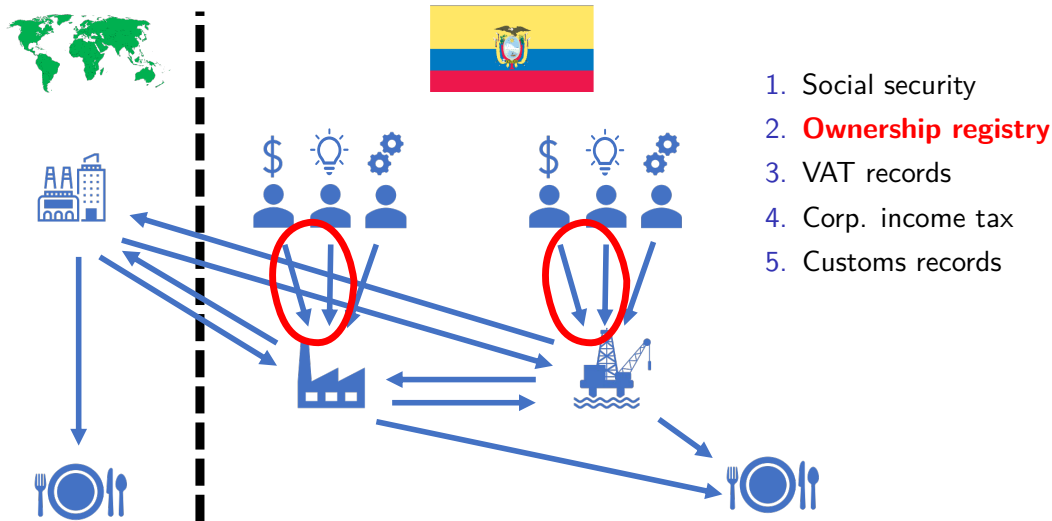 1. Social security
2. Ownership registry
3. VAT records
4. Corp. income tax
5. Customs records
$
$